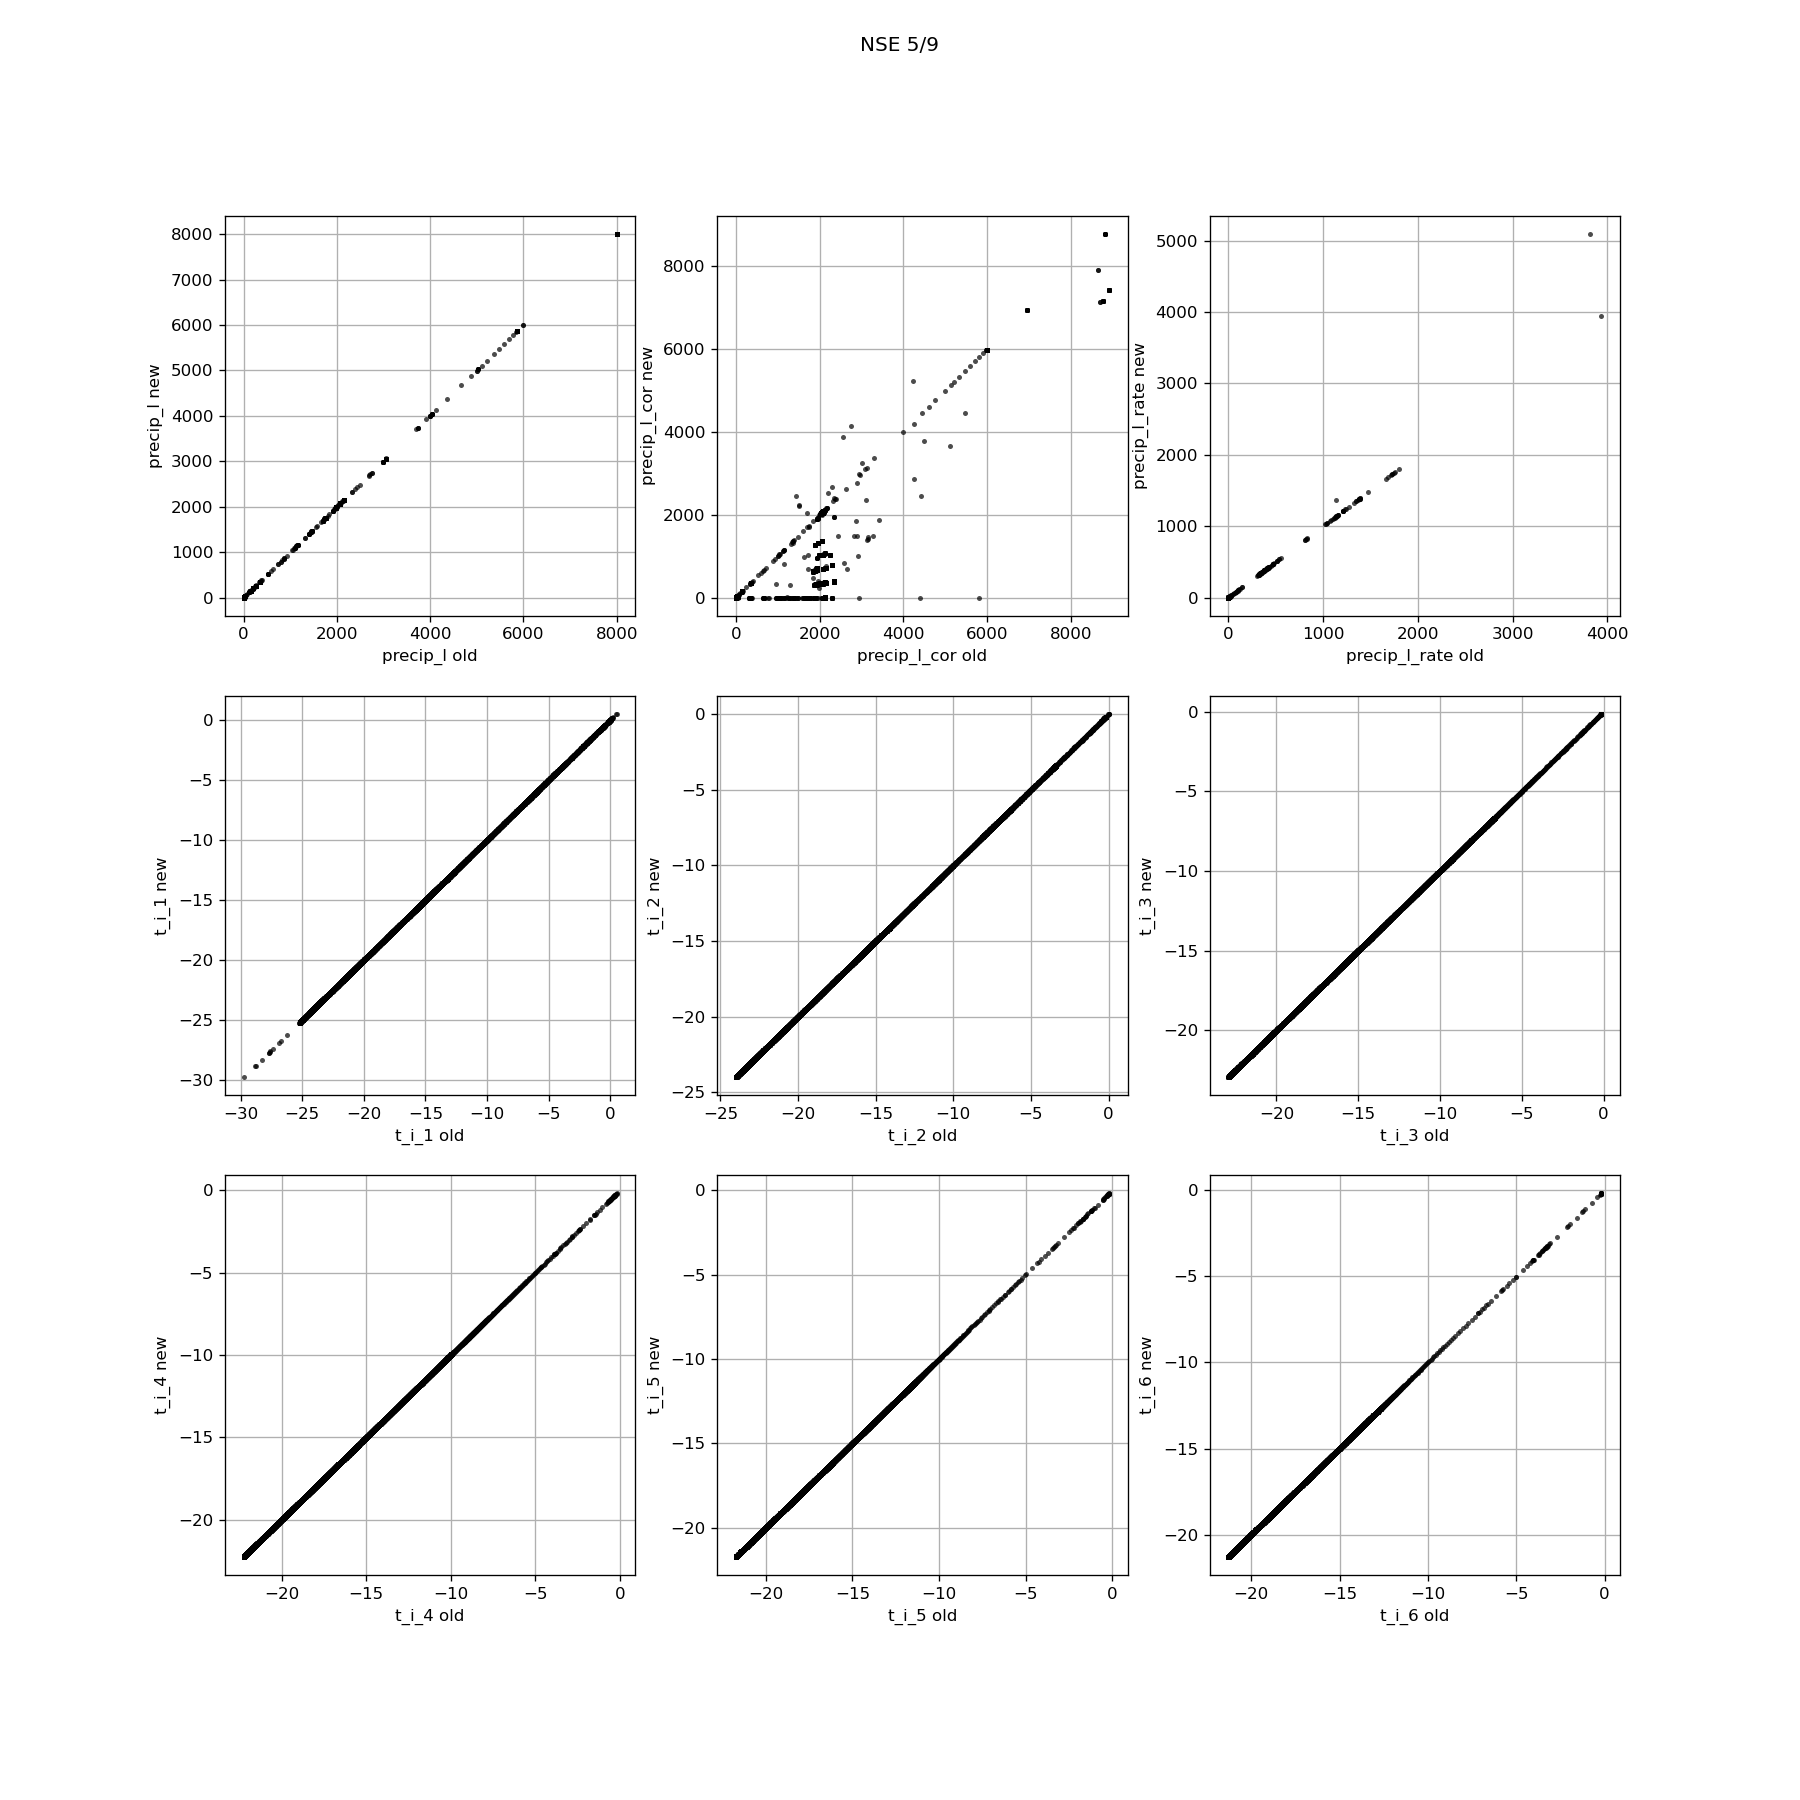 NSE 5/9
8000
7000
6000
5000
4000
3000
2000
1000
0
precip_l new
0 2000 4000 6000 8000
precip_l old
8000
6000
4000
2000
0
precip_l_cor new
0 2000 4000 6000 8000
precip_l_cor old
5000
4000
3000
2000
1000
0
precip_l_rate new
0 1000 2000 3000 4000
precip_l_rate old
0
−5
−10
−15
−20
−25
−30
t_i_1 new
−30 −25 −20 −15 −10 −5 0
t_i_1 old
0
−5
−10
−15
−20
−25
t_i_2 new
−25 −20 −15 −10 −5 0
t_i_2 old
0
−5
−10
−15
−20
t_i_3 new
−20 −15 −10 −5 0
t_i_3 old
0
−5
−10
−15
−20
t_i_4 new
−20 −15 −10 −5 0
t_i_4 old
0
−5
−10
−15
−20
t_i_5 new
−20 −15 −10 −5 0
t_i_5 old
0
−5
−10
−15
−20
t_i_6 new
−20 −15 −10 −5 0
t_i_6 old